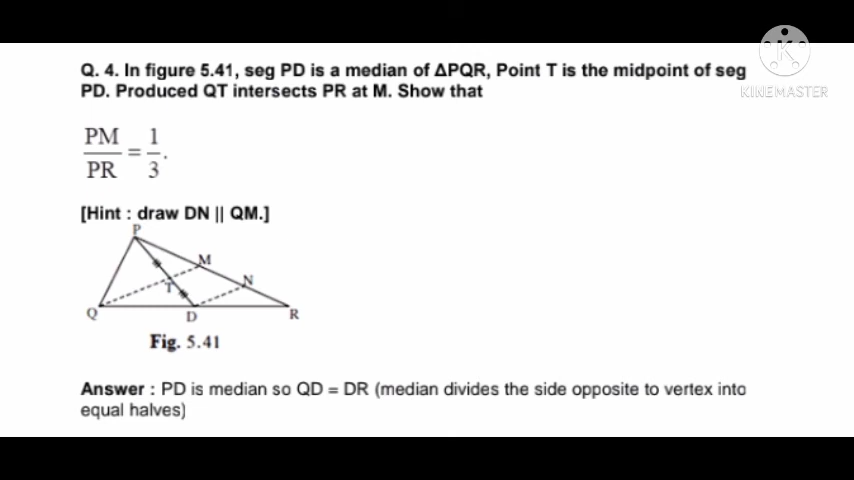 Q. 4. In figure 5.41, seg PD is a median of ΔPQR, Point T is the midpoint of seg
PD. Produced QT intersects PR at M. Show that
K
KINEMASTER
PM/PR = 1/3.
[Hint : draw DN || QM.]
P
M
N
T
Q
D
R
Fig. 5.41
Answer : PD is median so QD = DR (median divides the side opposite to vertex into
equal halves)